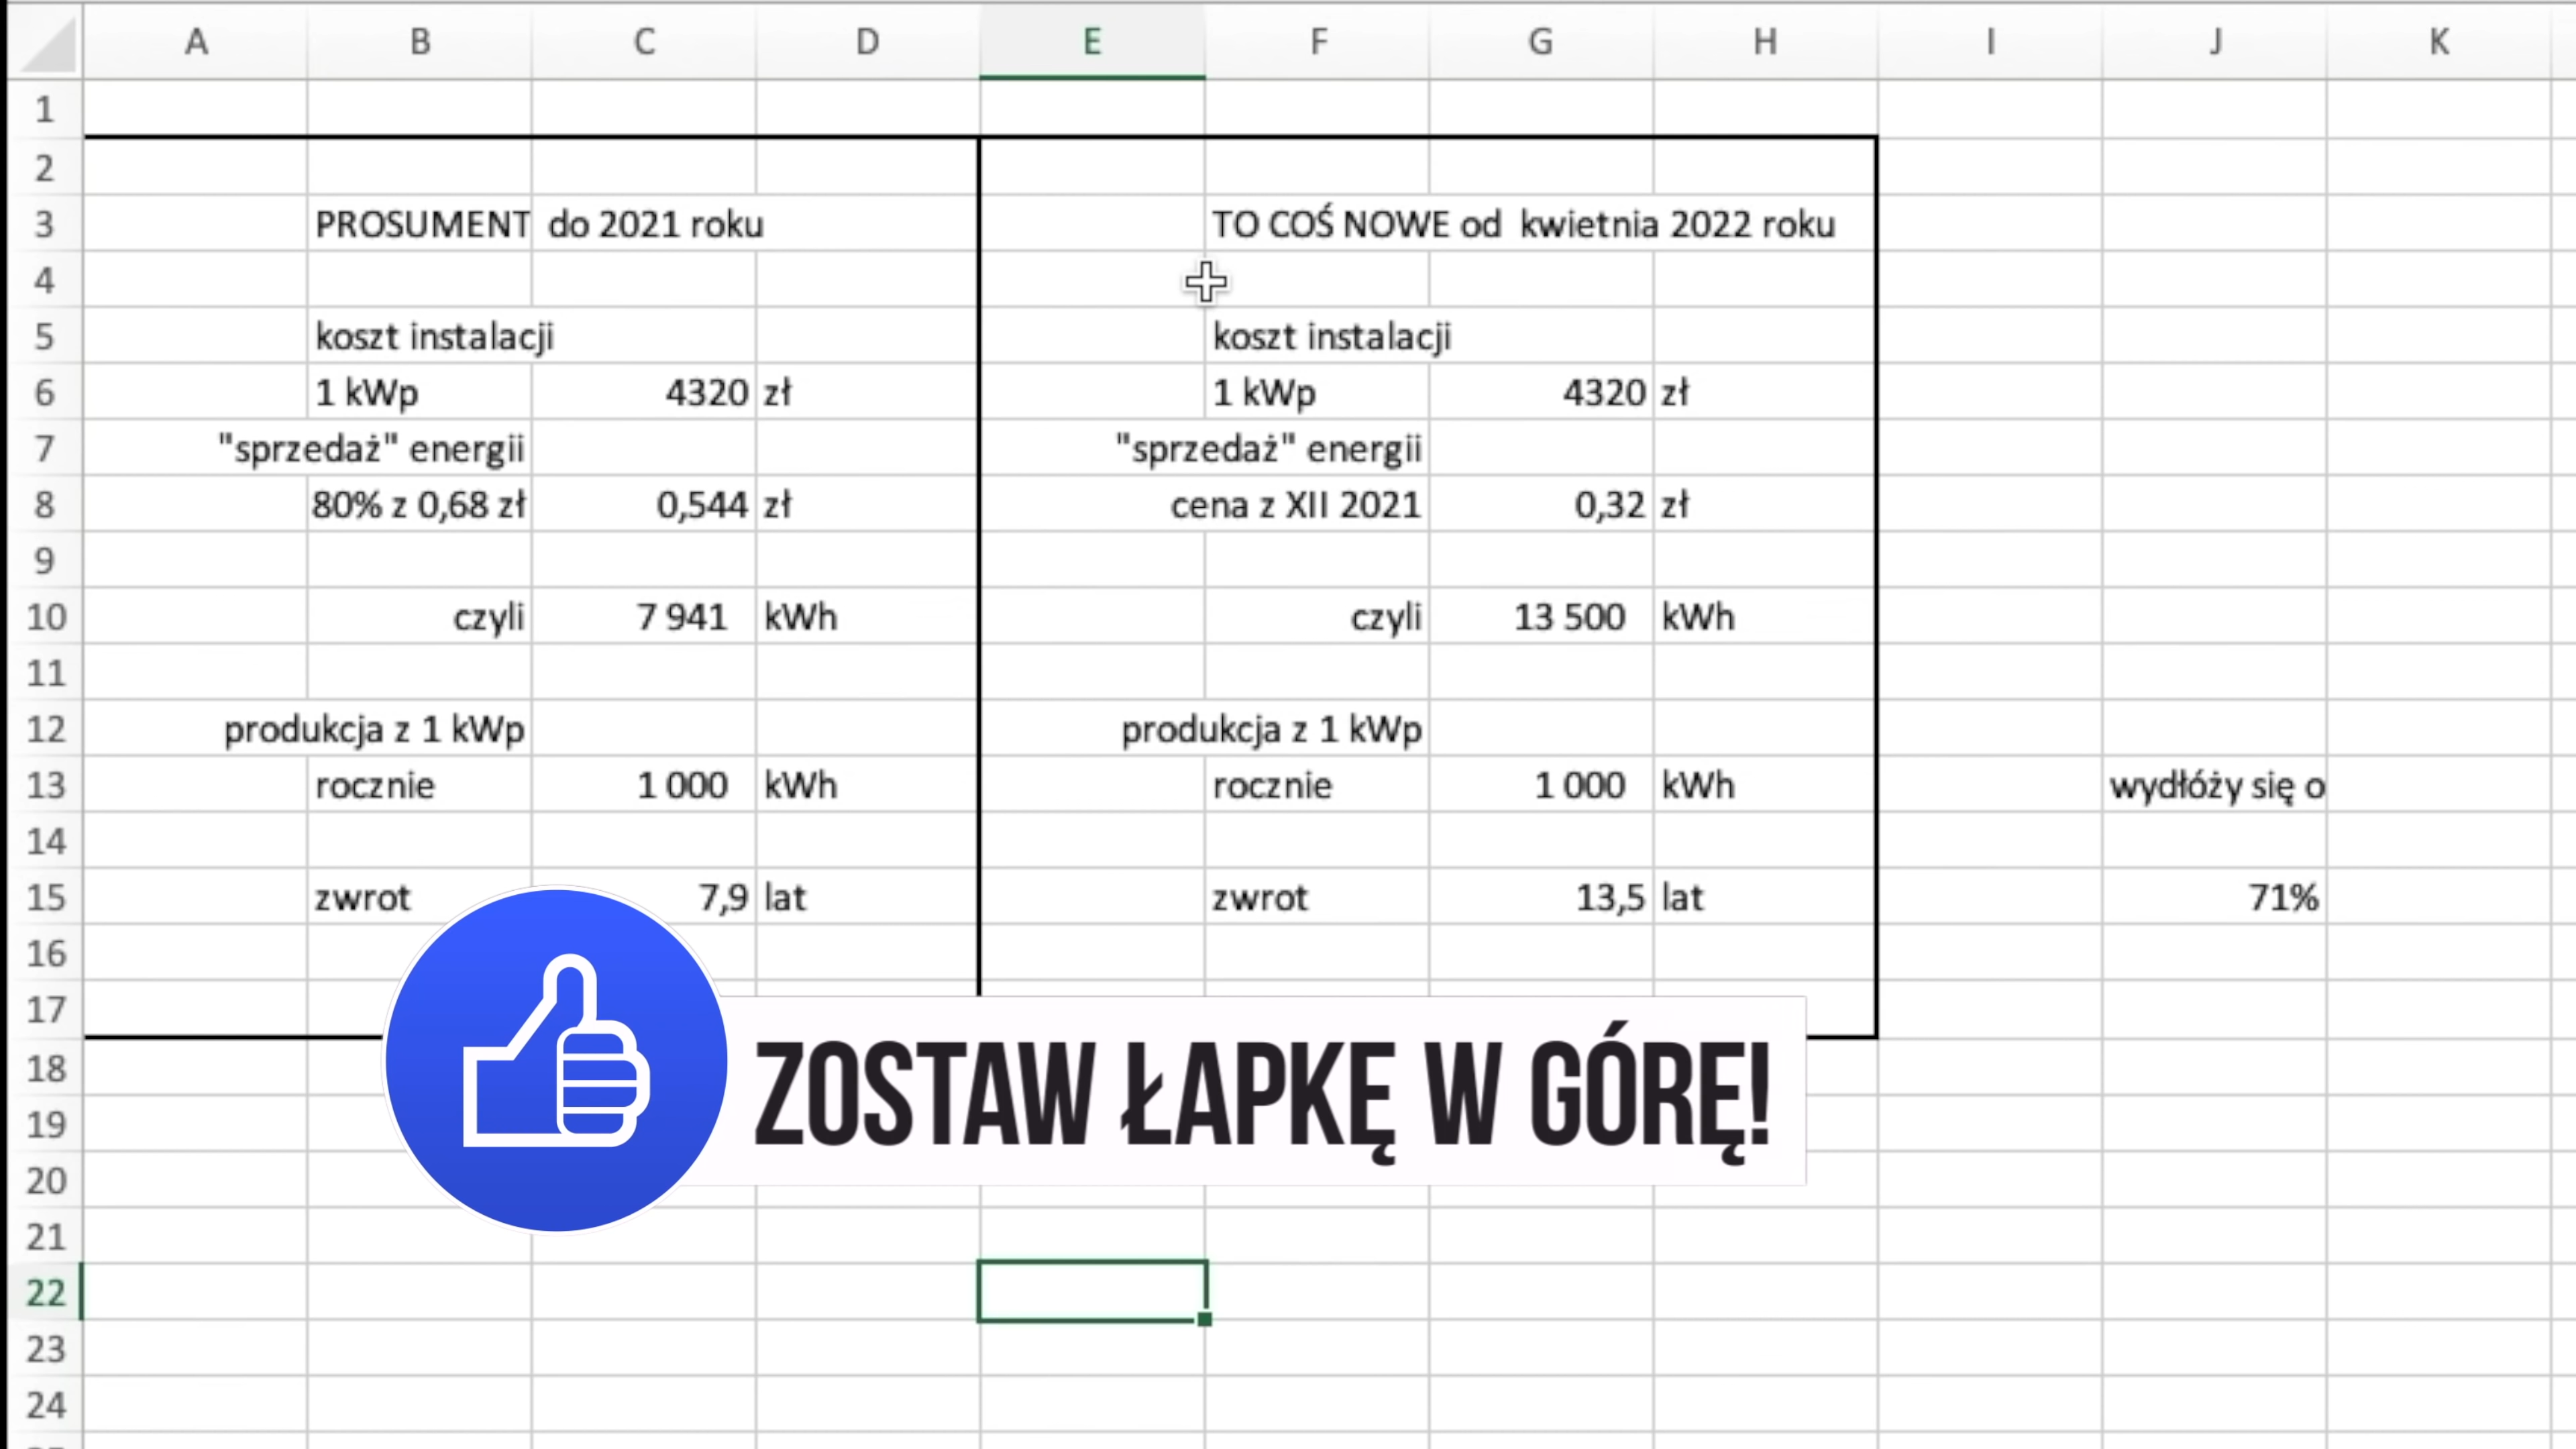 A B C D E F G H I J K
1
2
3 PROSUMENT do 2021 roku TO COŚ NOWE od kwietnia 2022 roku
4
5 koszt instalacji koszt instalacji
6 1 kWp 4320 zł 1 kWp 4320 zł
7 "sprzedaż" energii "sprzedaż" energii
8 80% z 0,68 zł 0,544 zł cena z XII 2021 0,32 zł
9
10 czyli 7 941 kWh czyli 13 500 kWh
11
12 produkcja z 1 kWp produkcja z 1 kWp
13 rocznie 1 000 kWh rocznie 1 000 kWh wydłóży się o
14
15 zwrot 7,9 lat zwrot 13,5 lat 71%
16
17
ZOSTAW ŁAPKĘ W GÓRĘ!
18
19
20
21
22
23
24